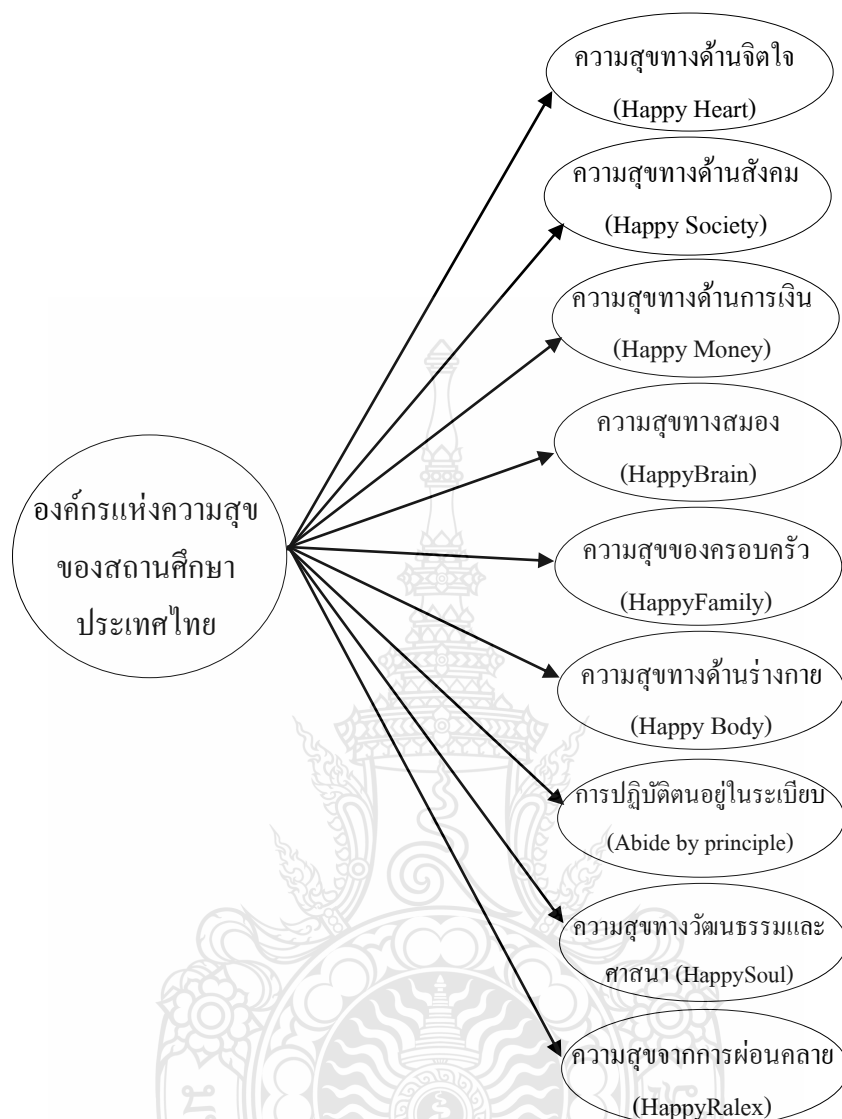 ความสุขทางด้านจิตใจ
(Happy Heart)
ความสุขทางด้านสังคม
(Happy Society)
ความสุขทางด้านการเงิน
(Happy Money)
ความสุขทางสมอง
(HappyBrain)
องค์กรแห่งความสุข
ของสถานศึกษา
ประเทศไทย
ความสุขของครอบครัว
(HappyFamily)
ความสุขทางด้านร่างกาย
(Happy Body)
การปฏิบัติตนอยู่ในระเบียบ
(Abide by principle)
ความสุขทางวัฒนธรรมและ
ศาสนา (HappySoul)
ความสุขจากการผ่อนคลาย
(HappyRalex)